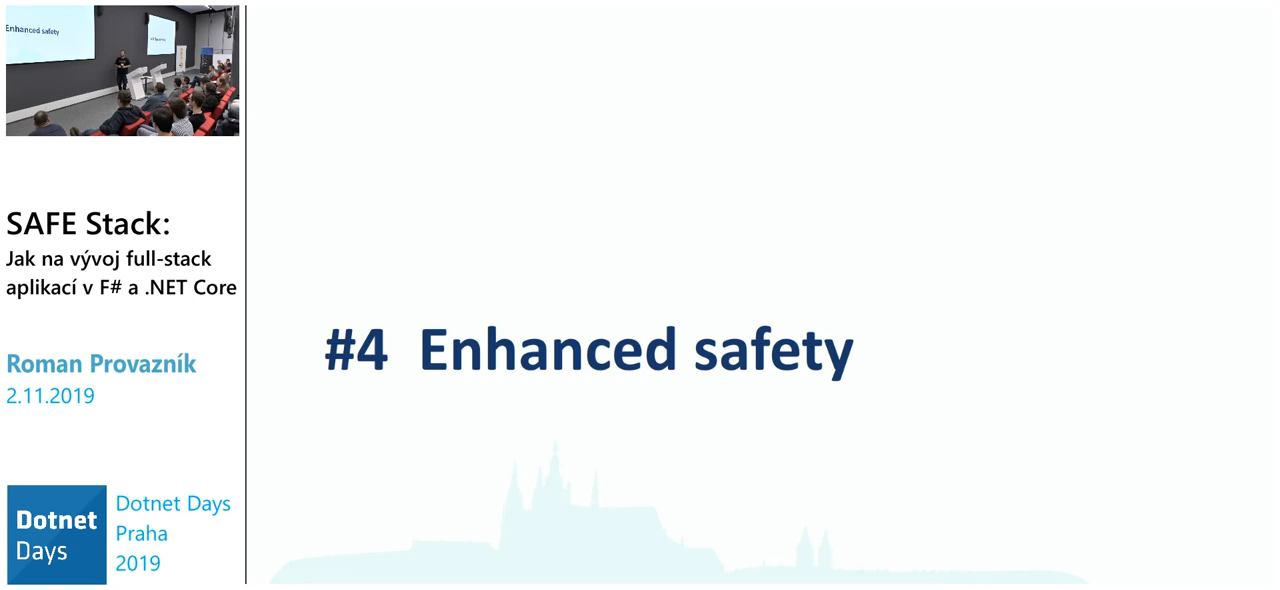 Enhanced safety
SAFE Stack:
Jak na vývoj full-stack
aplikací v F# a .NET Core
Roman Provazník
2.11.2019
Dotnet
Days
Dotnet Days
Praha
2019
#4 Enhanced safety